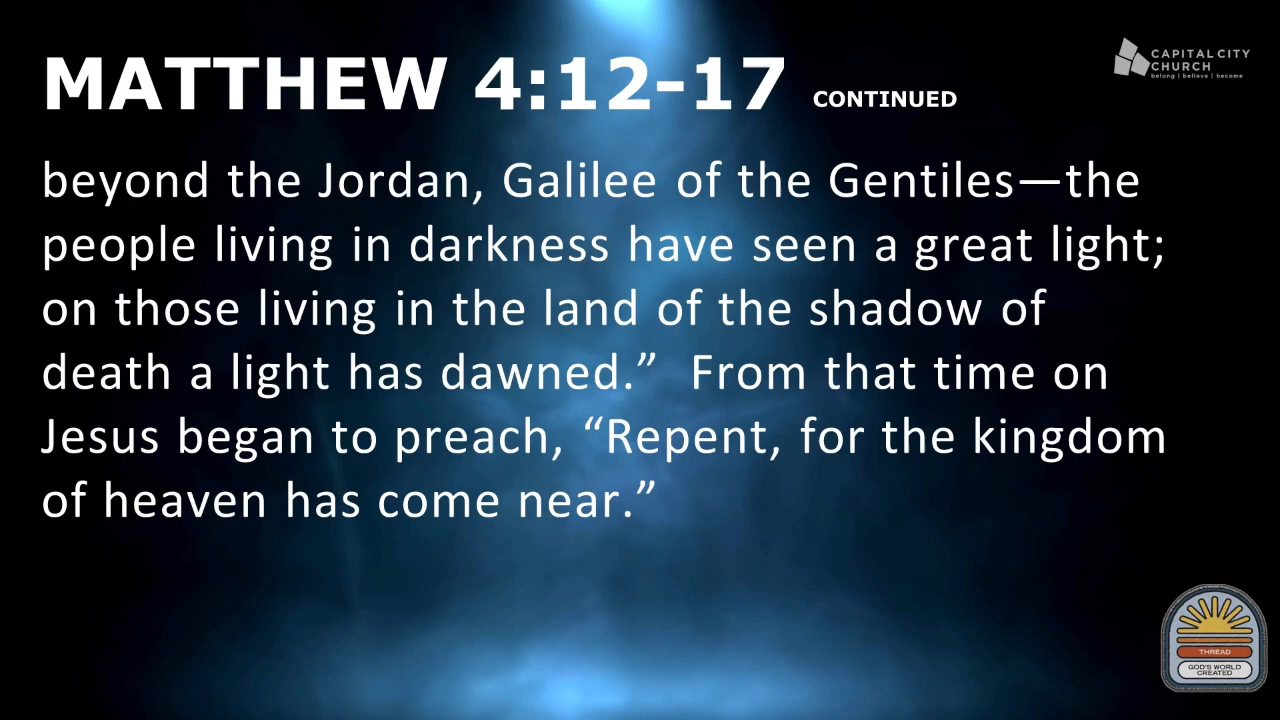 MATTHEW 4:12-17 CONTINUED
CAPITAL CITY
CHURCH
belong | believe | become
beyond the Jordan, Galilee of the Gentiles—the
people living in darkness have seen a great light;
on those living in the land of the shadow of
death a light has dawned.”  From that time on
Jesus began to preach, “Repent, for the kingdom
of heaven has come near.”
THREAD
GOD'S WORLD
CREATED